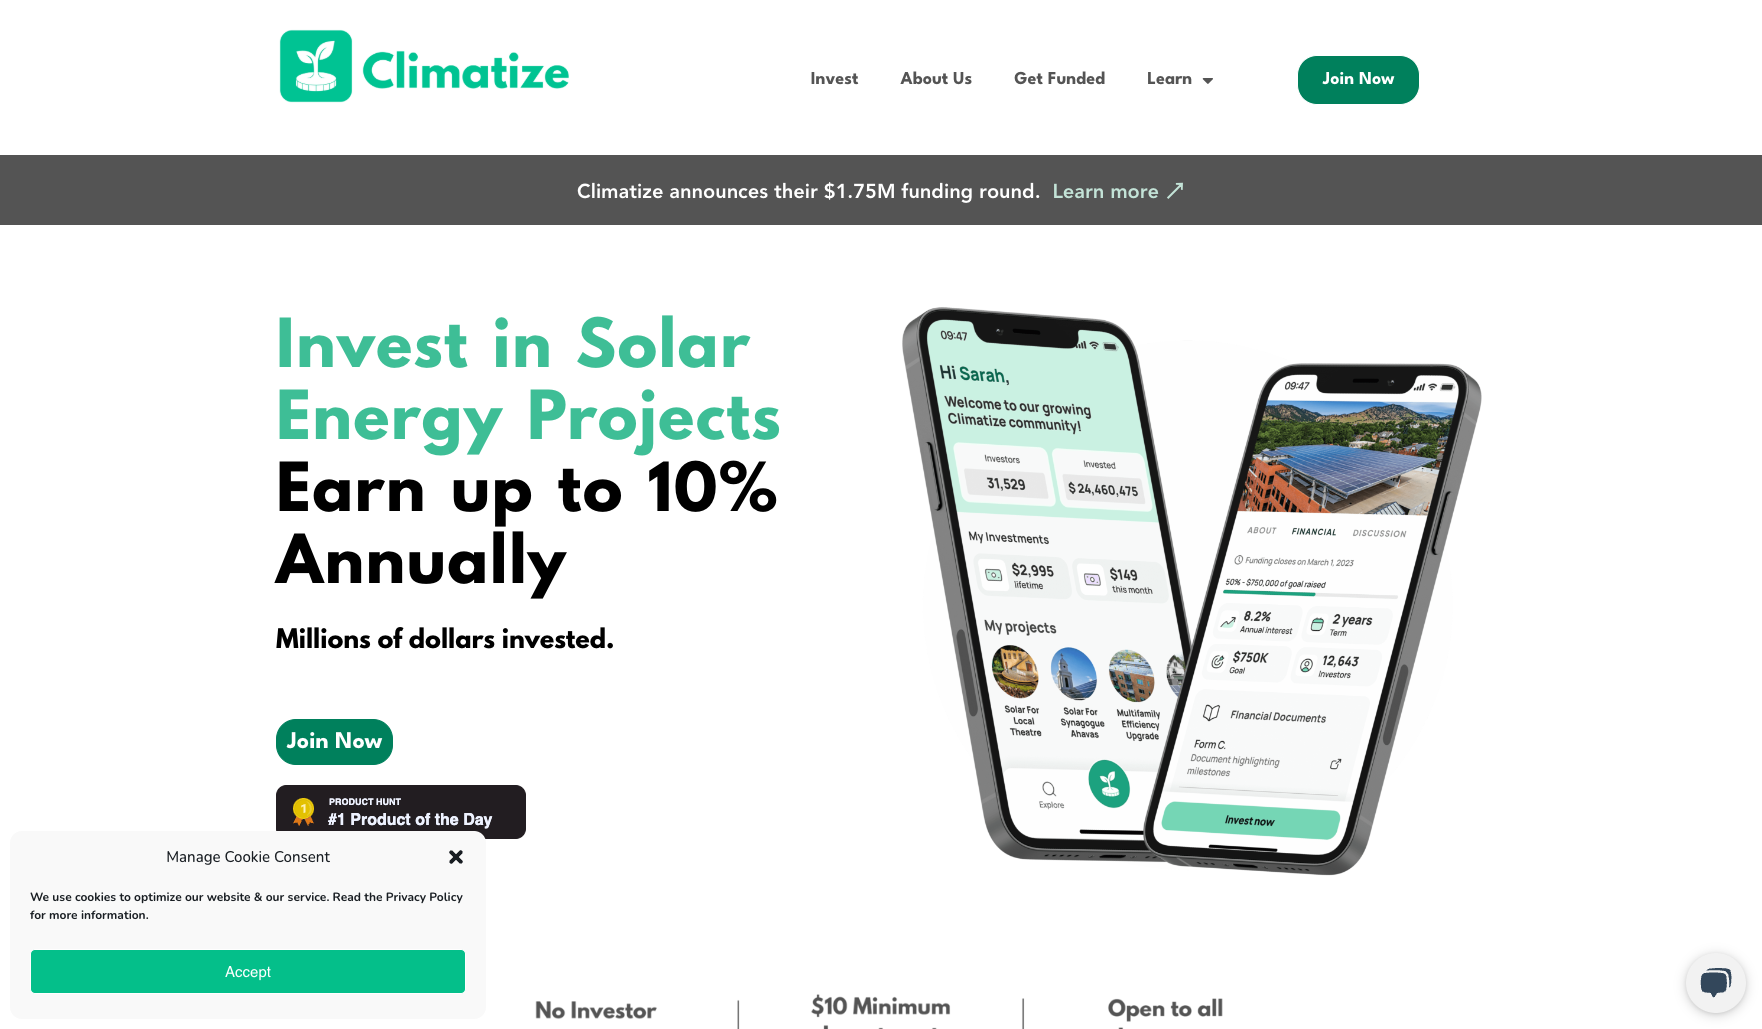 Climatize
Invest
About Us
Get Funded
Learn
Join Now
Climatize announces their $1.75M funding round. Learn more ↗
Invest in Solar
Energy Projects
Earn up to 10%
Annually
Millions of dollars invested.
Join Now
1
PRODUCT HUNT
#1 Product of the Day
09:47
Hi Sarah,
Welcome to our growing
Climatize community!
Investors
31,529
Invested
$ 24,460,475
My Investments
$2,995
lifetime
$149
this month
My projects
Solar For
Local
Theatre
Solar For
Synagogue
Ahavas
Multifamily
Efficiency
Upgrade
Explore
09:47
ABOUT
FINANCIAL
DISCUSSION
Funding closes on March 1, 2023
50% - $750,000 of goal raised
8.2%
Annual interest
2 years
Term
$750K
Goal
12,643
Investors
Financial Documents
Form C.
Document highlighting
milestones
Invest now
Manage Cookie Consent
We use cookies to optimize our website & our service. Read the Privacy Policy
for more information.
Accept
No Investor
$10 Minimum
Open to all